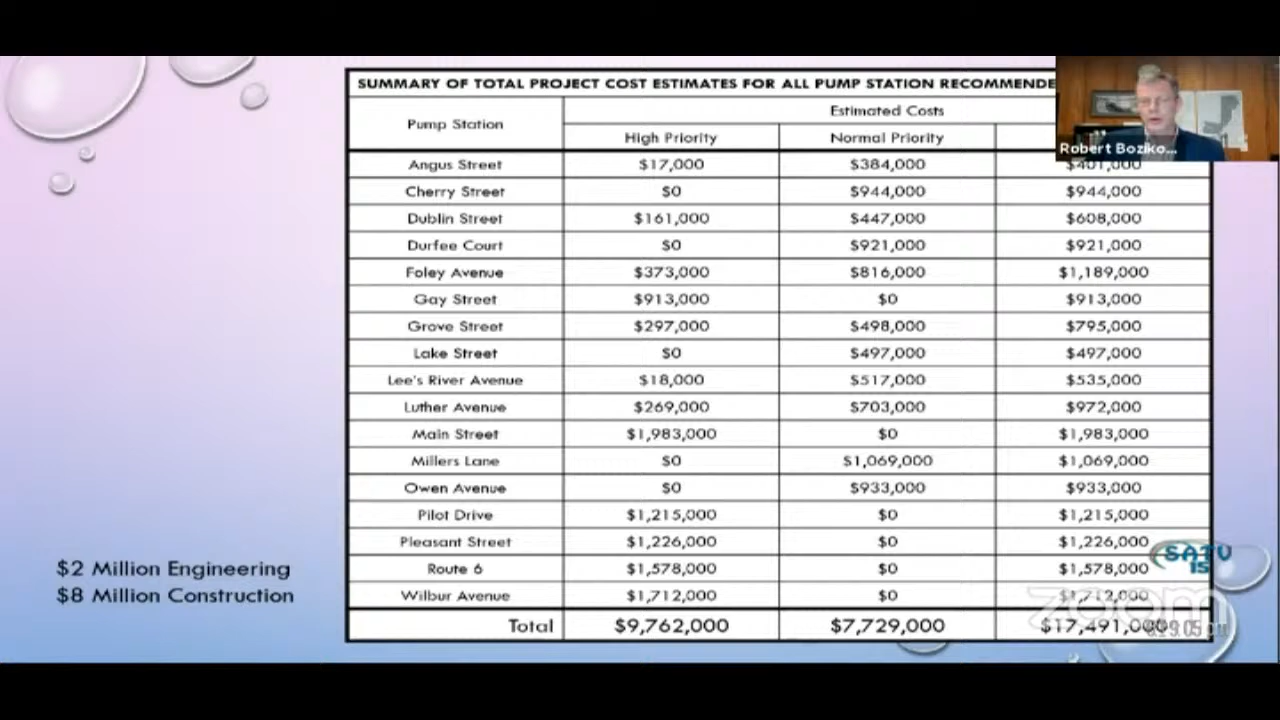 SUMMARY OF TOTAL PROJECT COST ESTIMATES FOR ALL PUMP STATION RECOMMENDE
Pump Station
Estimated Costs
High Priority Normal Priority
Angus Street $17,000 $384,000 $401,000
Cherry Street $0 $944,000 $944,000
Dublin Street $161,000 $447,000 $608,000
Durfee Court $0 $921,000 $921,000
Foley Avenue $373,000 $816,000 $1,189,000
Gay Street $913,000 $0 $913,000
Grove Street $297,000 $498,000 $795,000
Lake Street $0 $497,000 $497,000
Lee's River Avenue $18,000 $517,000 $535,000
Luther Avenue $269,000 $703,000 $972,000
Main Street $1,983,000 $0 $1,983,000
Millers Lane $0 $1,069,000 $1,069,000
Owen Avenue $0 $933,000 $933,000
Pilot Drive $1,215,000 $0 $1,215,000
Pleasant Street $1,226,000 $0 $1,226,000
Route 6 $1,578,000 $0 $1,578,000
Wilbur Avenue $1,712,000 $0 $1,712,000
Total $9,762,000 $7,729,000 $17,491,000
$2 Million Engineering
$8 Million Construction
Robert Boziko...
SATV
15
zoom